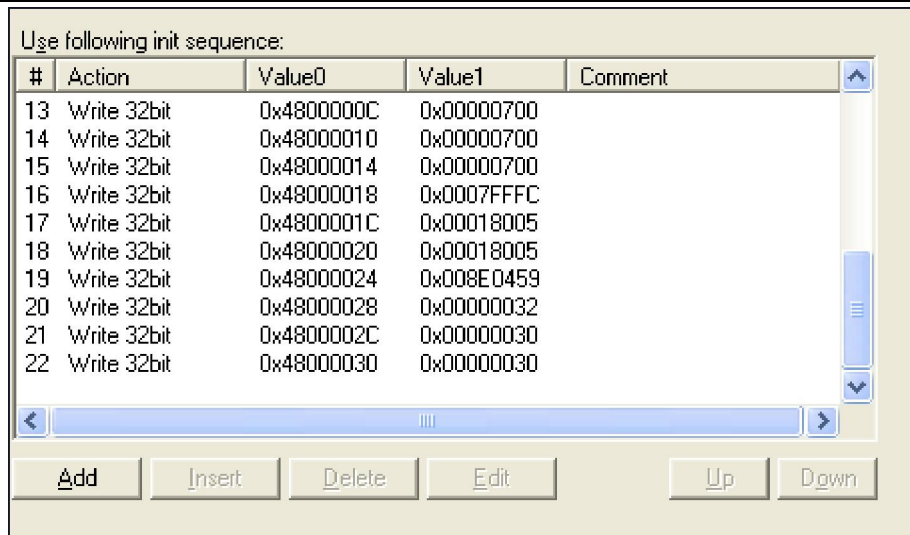 Use following init sequence:
# Action Value0 Value1 Comment
13 Write 32bit 0x4800000C 0x00000700
14 Write 32bit 0x48000010 0x00000700
15 Write 32bit 0x48000014 0x00000700
16 Write 32bit 0x48000018 0x0007FFFC
17 Write 32bit 0x4800001C 0x00018005
18 Write 32bit 0x48000020 0x00018005
19 Write 32bit 0x48000024 0x008E0459
20 Write 32bit 0x48000028 0x00000032
21 Write 32bit 0x4800002C 0x00000030
22 Write 32bit 0x48000030 0x00000030
Add Insert Delete Edit Up Down